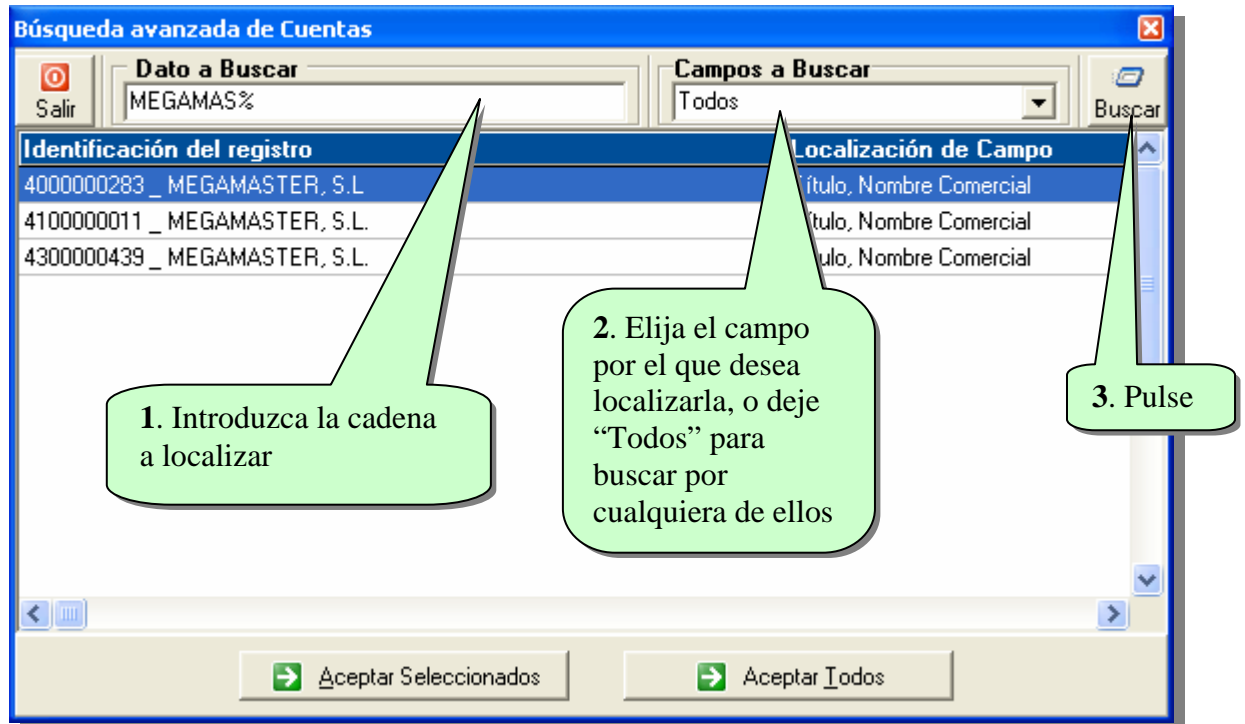 Búsqueda avanzada de Cuentas
Salir
Dato a Buscar
MEGAMAS%
Campos a Buscar
Todos
Buscar
Identificación del registro
Localización de Campo
4000000283 _ MEGAMASTER, S.L
ítulo, Nombre Comercial
4100000011 _ MEGAMASTER, S.L.
ítulo, Nombre Comercial
4300000439 _ MEGAMASTER, S.L.
ulo, Nombre Comercial
1. Introduzca la cadena
a localizar
2. Elija el campo
por el que desea
localizarla, o deje
“Todos” para
buscar por
cualquiera de ellos
3. Pulse
Aceptar Seleccionados
Aceptar Todos